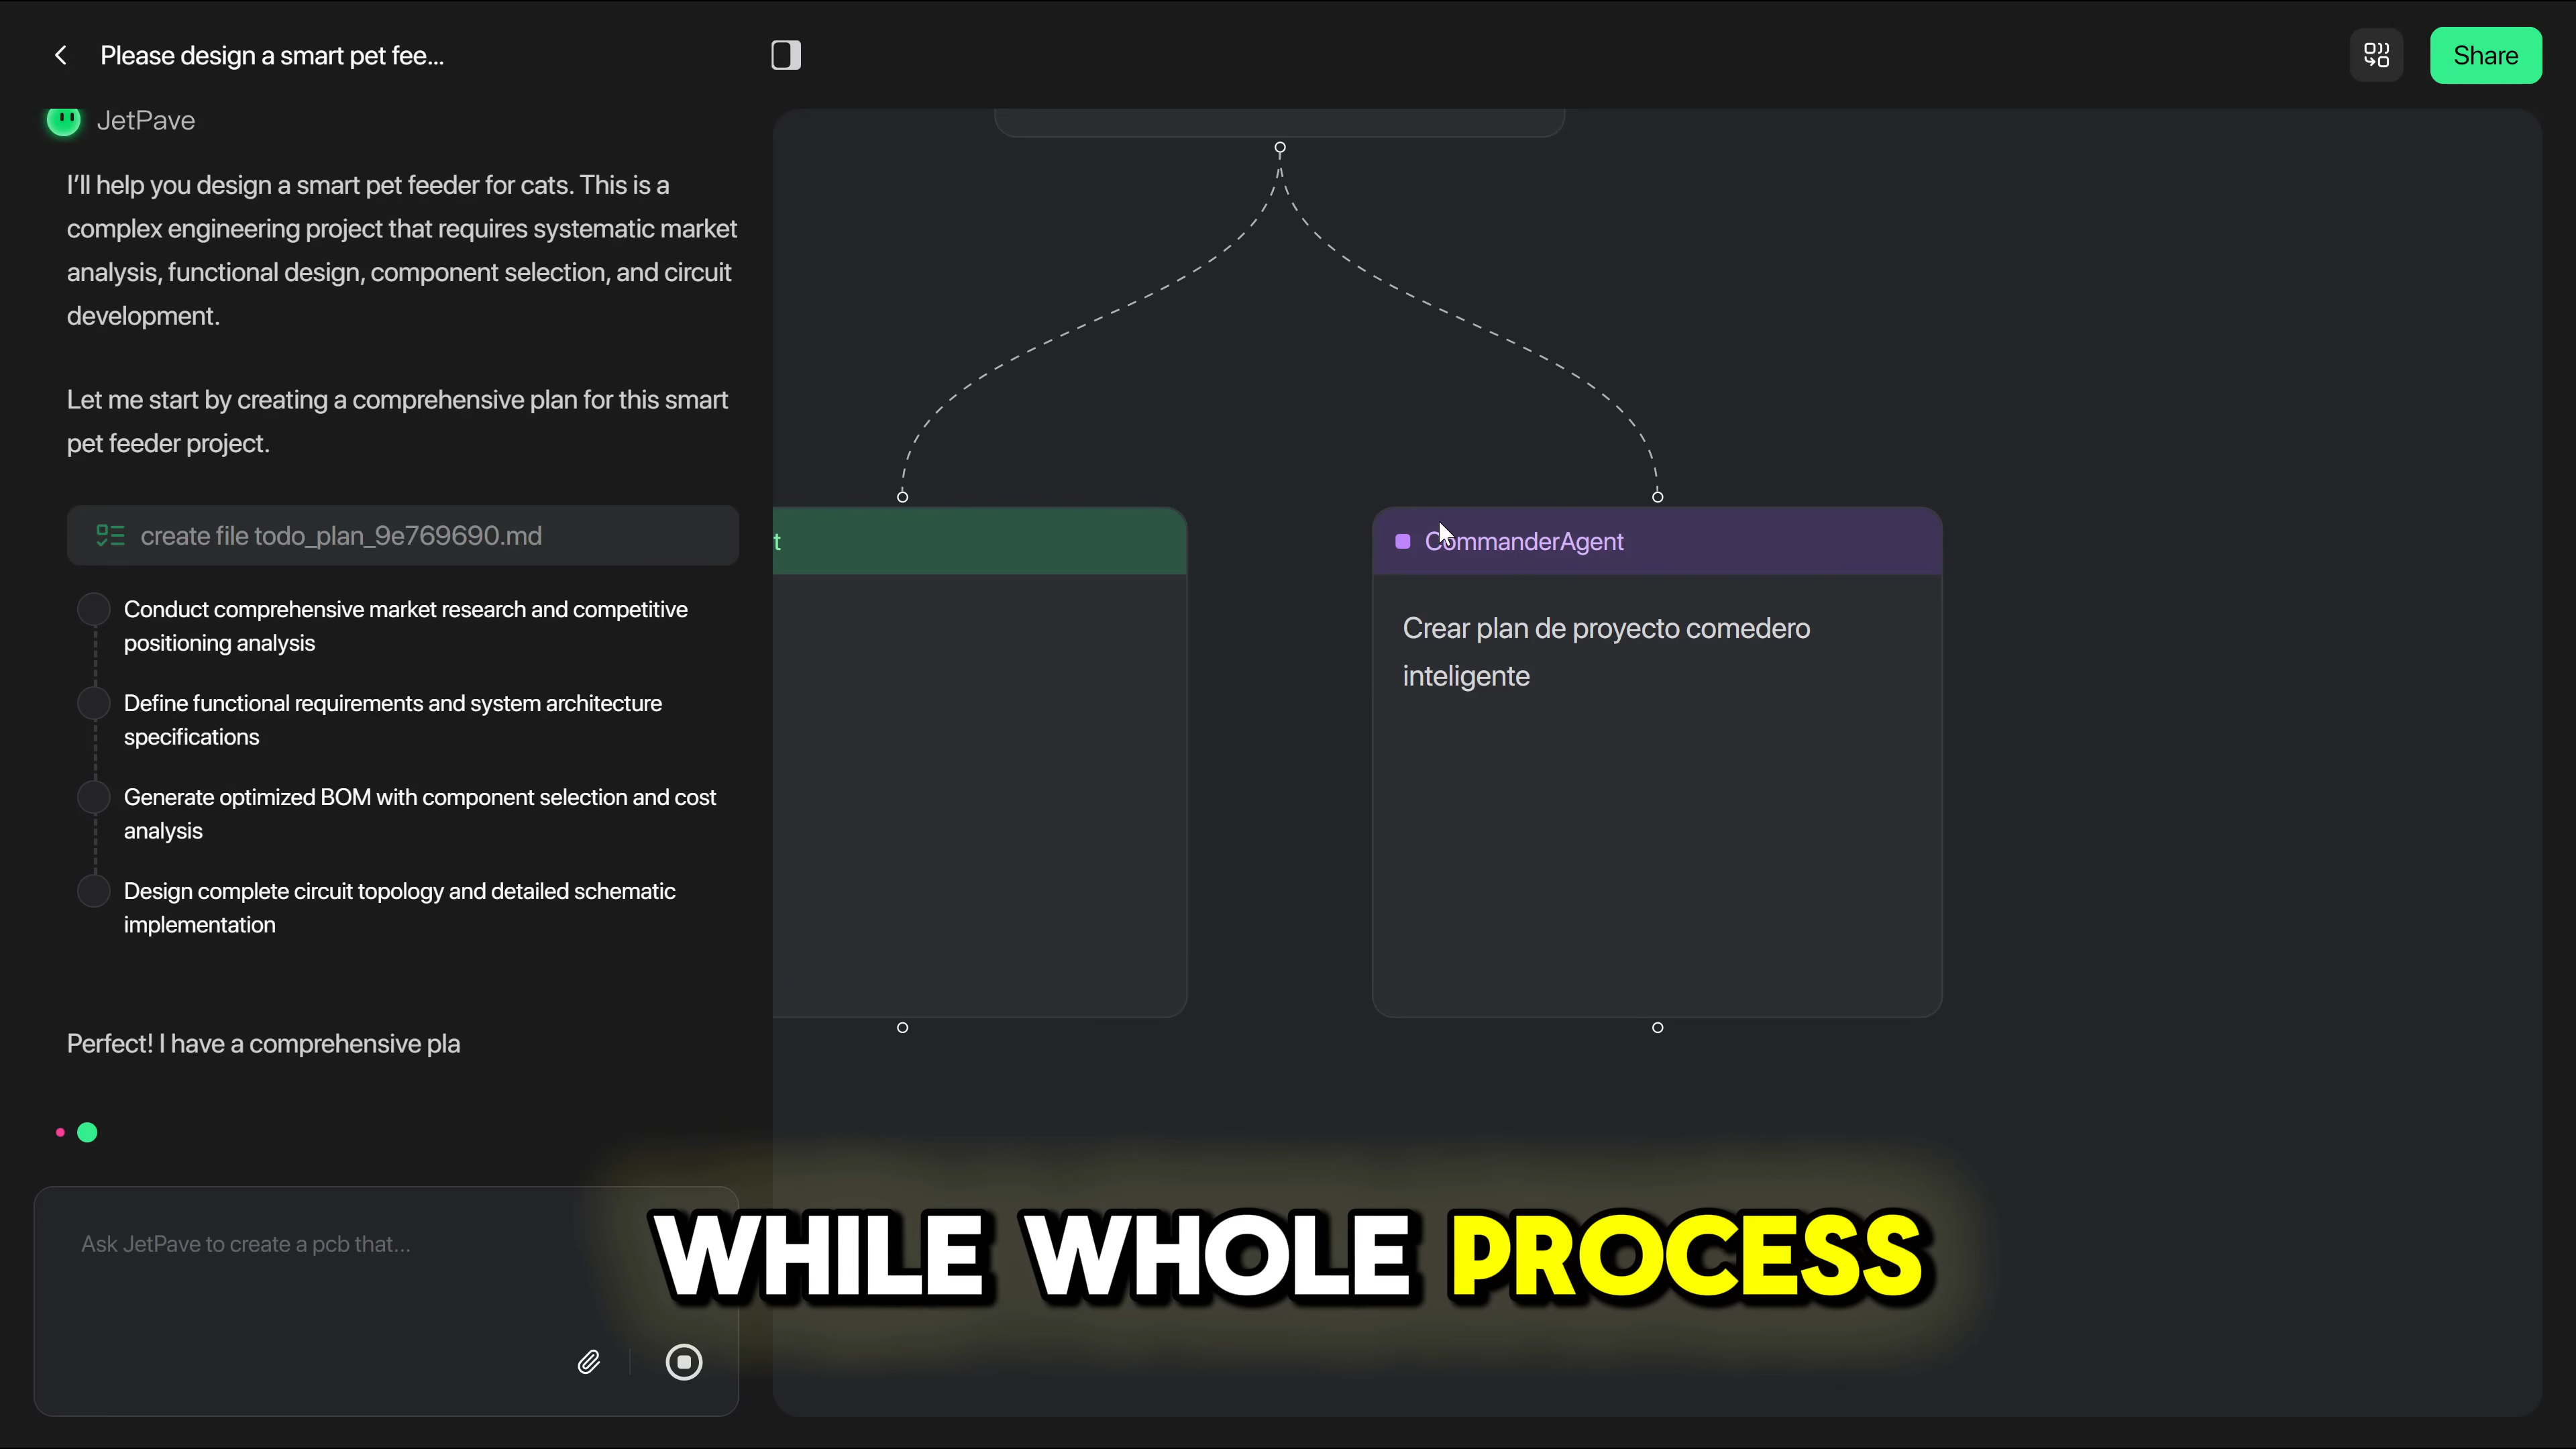 Please design a smart pet fee...
Share
JetPave
I'll help you design a smart pet feeder for cats. This is a
complex engineering project that requires systematic market
analysis, functional design, component selection, and circuit
development.
Let me start by creating a comprehensive plan for this smart
pet feeder project.
create file todo_plan_9e769690.md
Conduct comprehensive market research and competitive
positioning analysis
Define functional requirements and system architecture
specifications
Generate optimized BOM with component selection and cost
analysis
Design complete circuit topology and detailed schematic
implementation
Perfect! I have a comprehensive pla
Ask JetPave to create a pcb that...
t
CommanderAgent
Crear plan de proyecto comedero
inteligente
WHILE WHOLE PROCESS